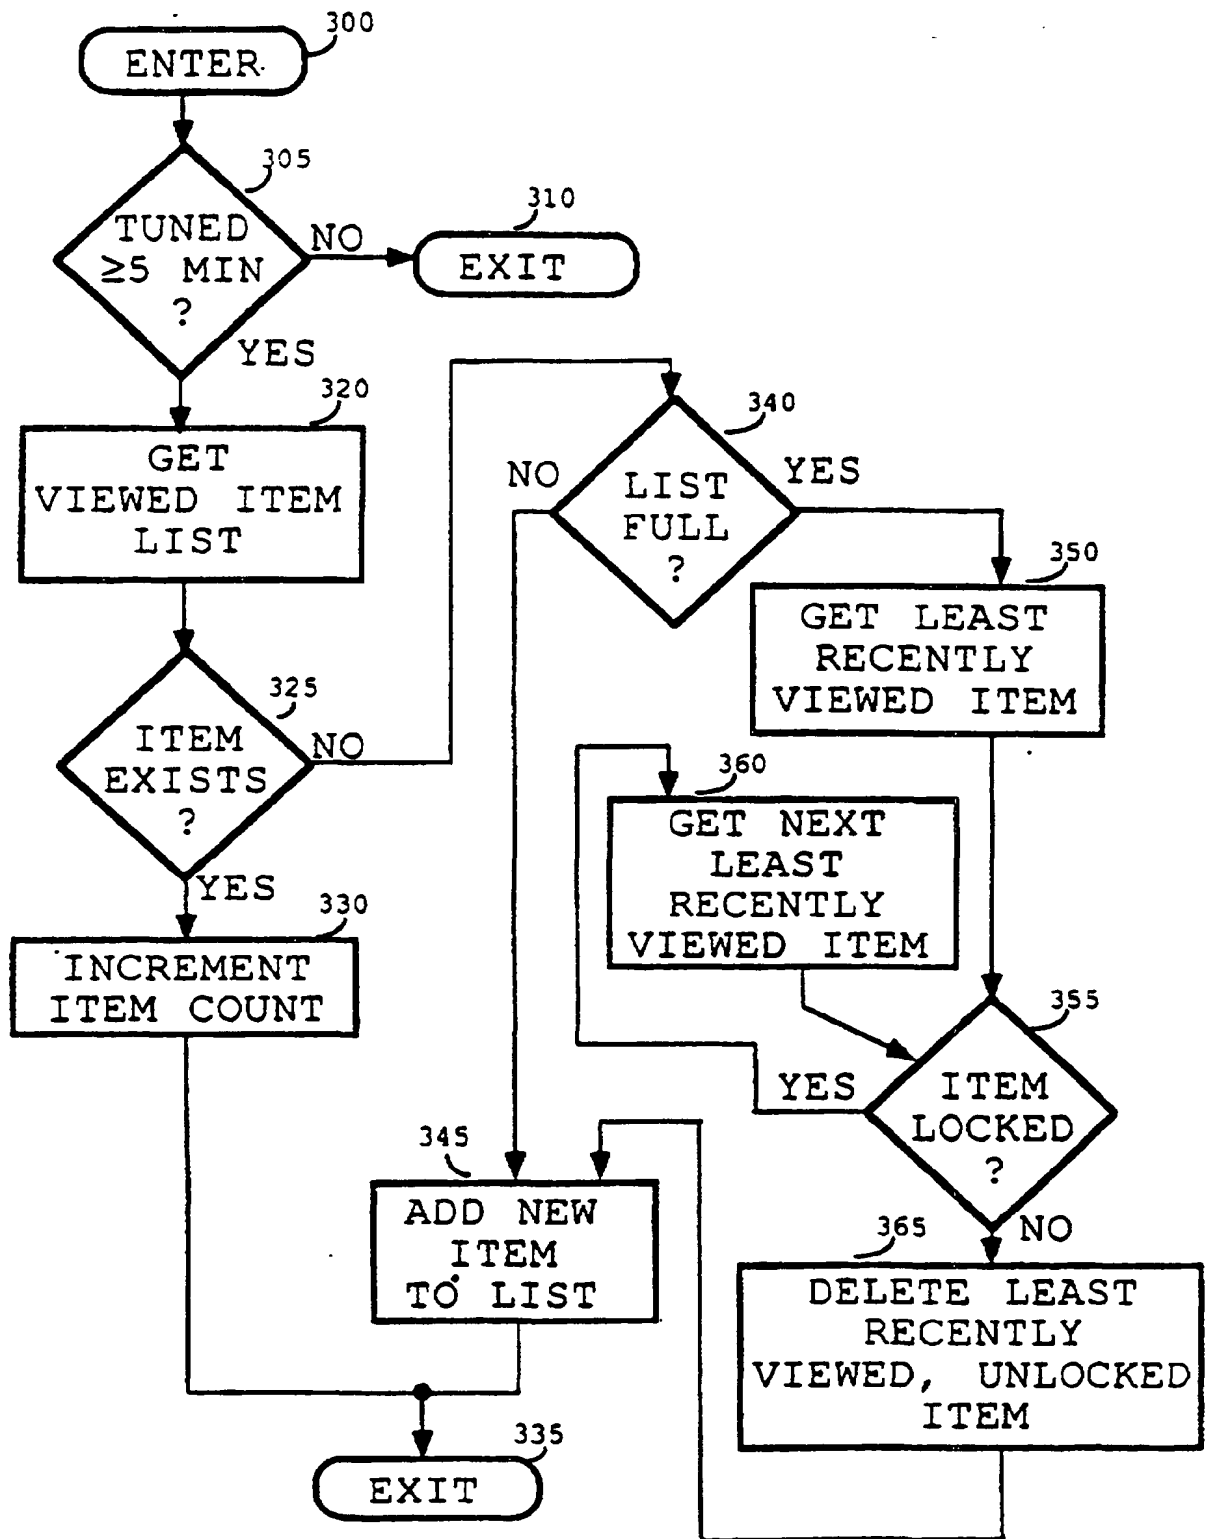 300
ENTER
305
TUNED
≥5 MIN
?
NO
310
EXIT
YES
320
GET
VIEWED ITEM
LIST
325
ITEM
EXISTS
?
NO
YES
330
INCREMENT
ITEM COUNT
340
LIST
FULL
?
NO
YES
350
GET LEAST
RECENTLY
VIEWED ITEM
360
GET NEXT
LEAST
RECENTLY
VIEWED ITEM
355
ITEM
LOCKED
?
YES
NO
345
ADD NEW
ITEM
TO LIST
365
DELETE LEAST
RECENTLY
VIEWED, UNLOCKED
ITEM
335
EXIT